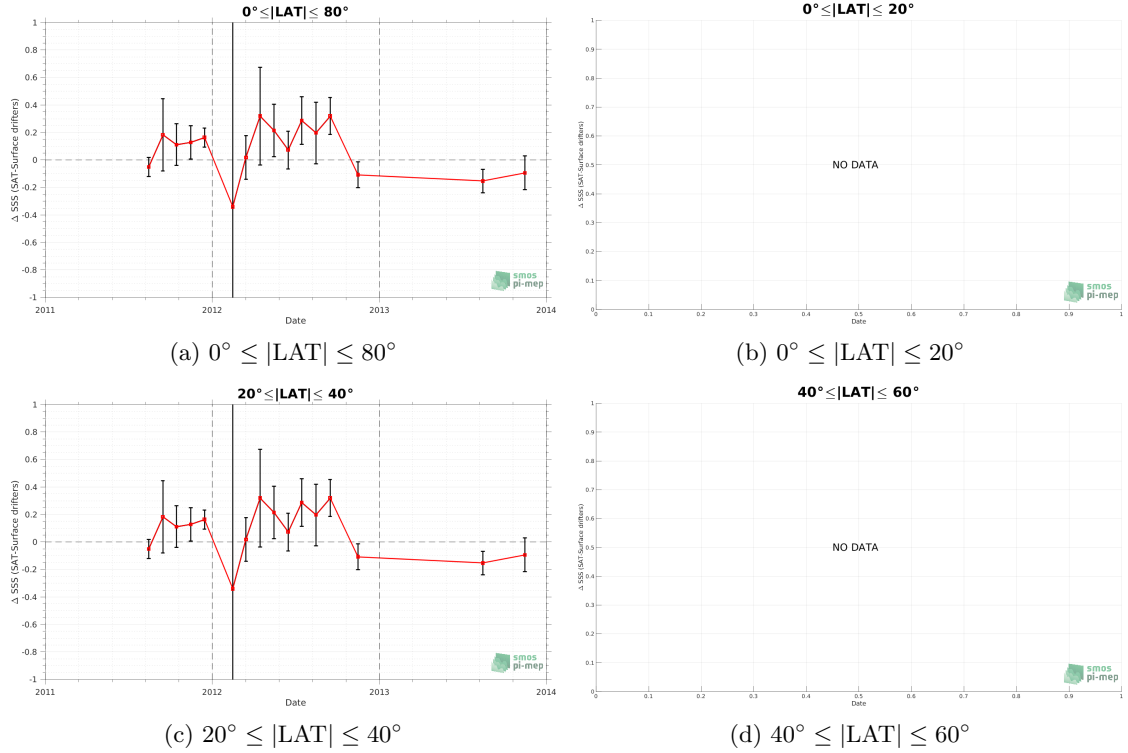 0°≤|LAT|≤ 80°
1
0.8
0.6
0.4
0.2
0
-0.2
-0.4
-0.6
-0.8
-1
Δ SSS (SAT-Surface drifters)
2011
2012
2013
2014
Date
smos
pi-mep
(a) 0° ≤ |LAT| ≤ 80°
0°≤|LAT|≤ 20°
1
0.9
0.8
0.7
0.6
0.5
0.4
0.3
0.2
0.1
0
Δ SSS (SAT-Surface drifters)
NO DATA
0
0.1
0.2
0.3
0.4
0.5
0.6
0.7
0.8
0.9
1
Date
smos
pi-mep
(b) 0° ≤ |LAT| ≤ 20°
20°≤|LAT|≤ 40°
1
0.8
0.6
0.4
0.2
0
-0.2
-0.4
-0.6
-0.8
-1
Δ SSS (SAT-Surface drifters)
2011
2012
2013
2014
Date
smos
pi-mep
(c) 20° ≤ |LAT| ≤ 40°
40°≤|LAT|≤ 60°
1
0.9
0.8
0.7
0.6
0.5
0.4
0.3
0.2
0.1
0
Δ SSS (SAT-Surface drifters)
NO DATA
0
0.1
0.2
0.3
0.4
0.5
0.6
0.7
0.8
0.9
1
Date
smos
pi-mep
(d) 40° ≤ |LAT| ≤ 60°